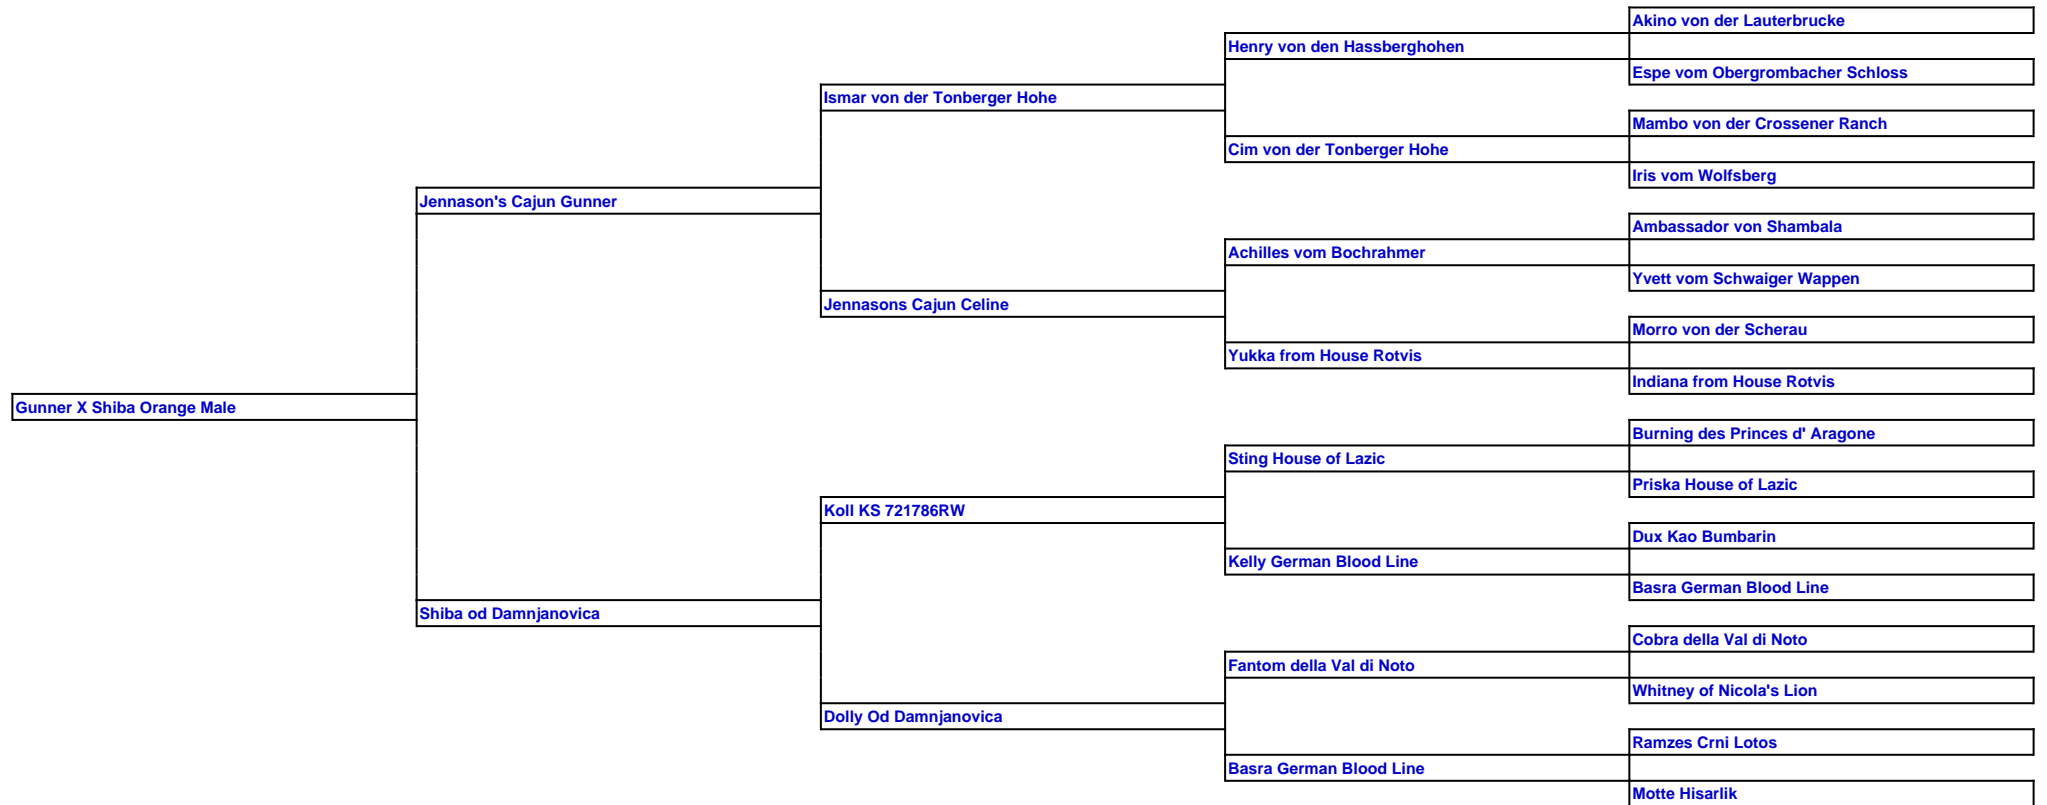 Akino von der Lauterbrucke
Henry von den Hassberghohen
Espe vom Obergrombacher Schloss
Ismar von der Tonberger Hohe
Mambo von der Crossener Ranch
Cim von der Tonberger Hohe
Iris vom Wolfsberg
Jennason's Cajun Gunner
Ambassador von Shambala
Achilles vom Bochrahmer
Yvett vom Schwaiger Wappen
Jennasons Cajun Celine
Morro von der Scherau
Yukka from House Rotvis
Indiana from House Rotvis
Gunner X Shiba Orange Male
Burning des Princes d' Aragone
Sting House of Lazic
Priska House of Lazic
Koll KS 721786RW
Dux Kao Bumbarin
Kelly German Blood Line
Basra German Blood Line
Shiba od Damnjanovica
Cobra della Val di Noto
Fantom della Val di Noto
Whitney of Nicola's Lion
Dolly Od Damnjanovica
Ramzes Crni Lotos
Basra German Blood Line
Motte Hisarlik